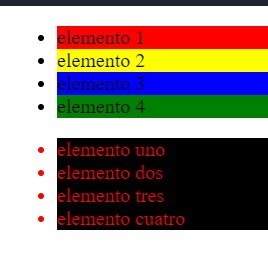 elemento 1
elemento 2
elemento 3
elemento 4
elemento uno
elemento dos
elemento tres
elemento cuatro